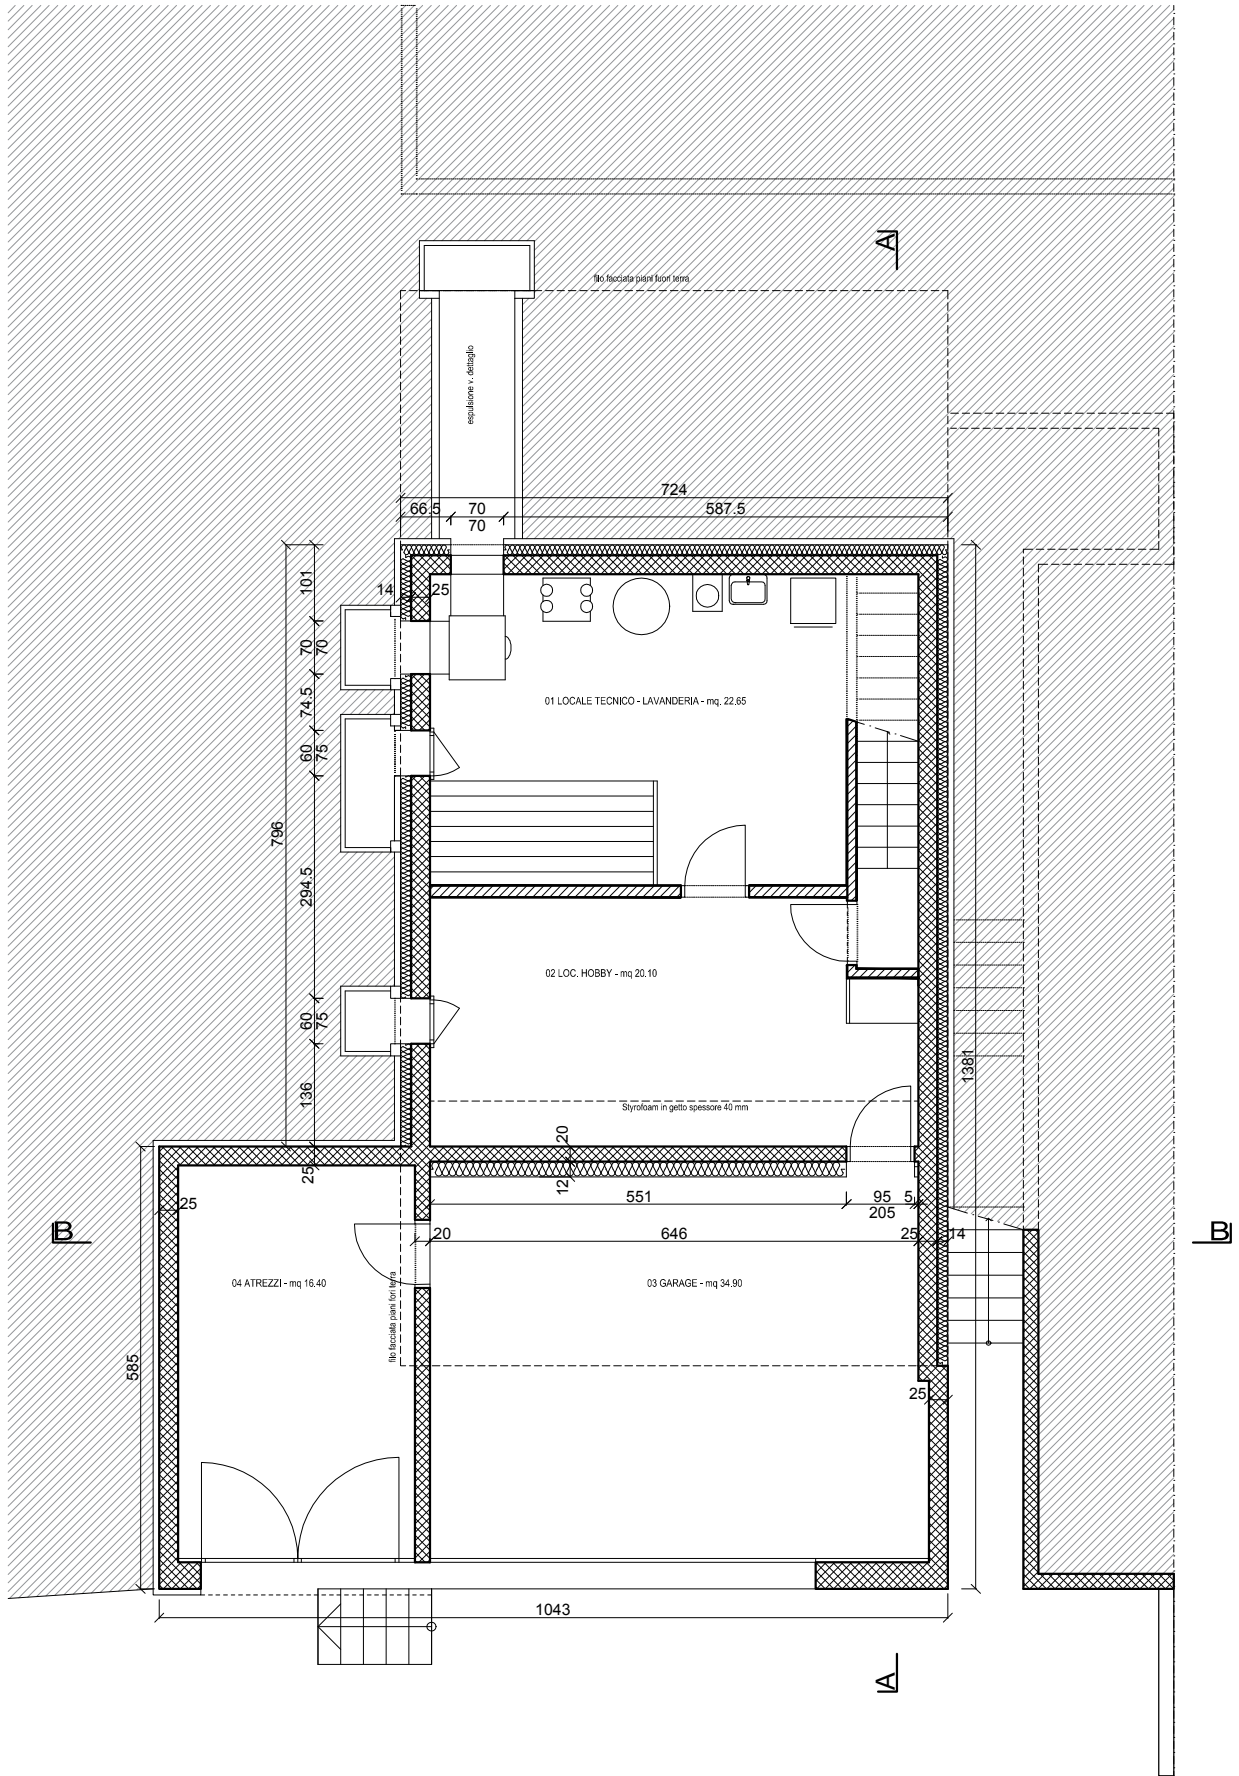 A
filo facciata piani fuori terra
espulsione v. dettaglio
724
66.5 70 587.5
70
101
14 25
70
70
74.5
01 LOCALE TECNICO - LAVANDERIA - mq. 22.65
60
75
796
294.5
02 LOC. HOBBY - mq 20.10
60
75
136
1381
Styrofoam in getto spessore 40 mm
20
25
12
25
551 95 5
205
B
20 646 25 14
B
04 ATREZZI - mq 16.40
03 GARAGE - mq 34.90
filo facciata piani fori terra
585
25
1043
A